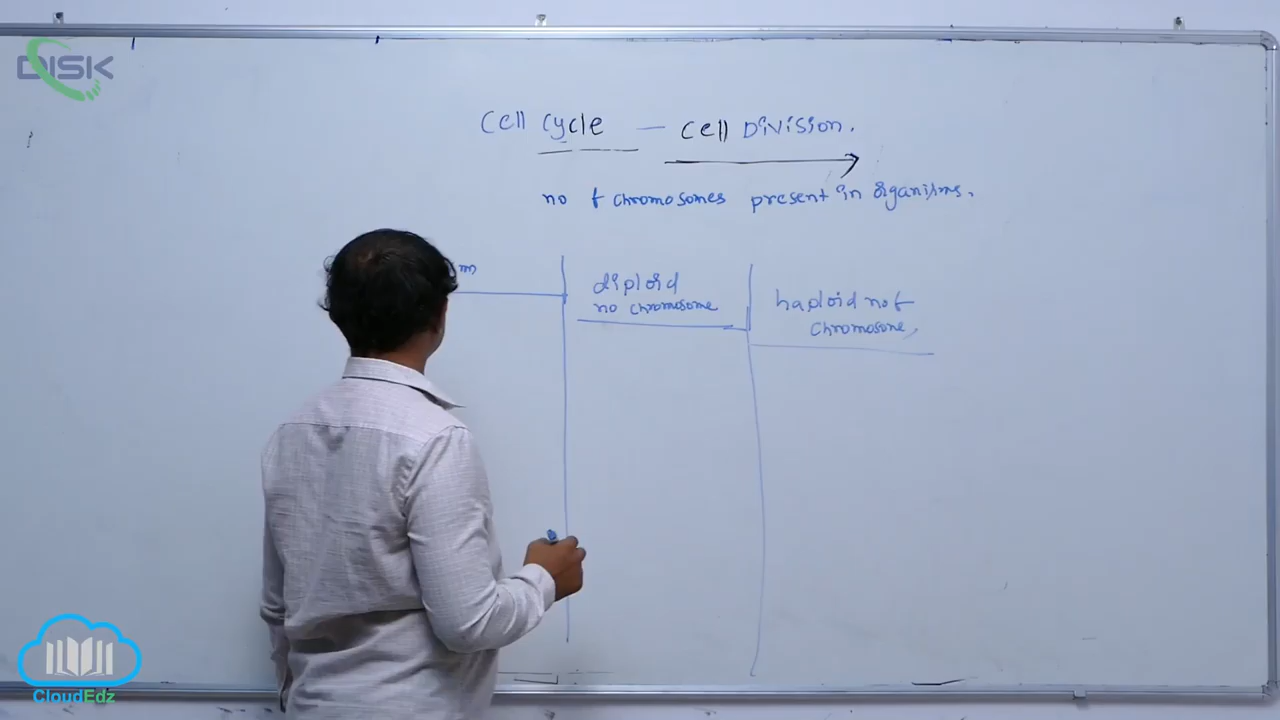 DISK
Cell Cycle — Cell Division.
no f chromosomes present in organisms.
m
diploid
no chromosome
haploid no f
chromosome,
CloudEdz